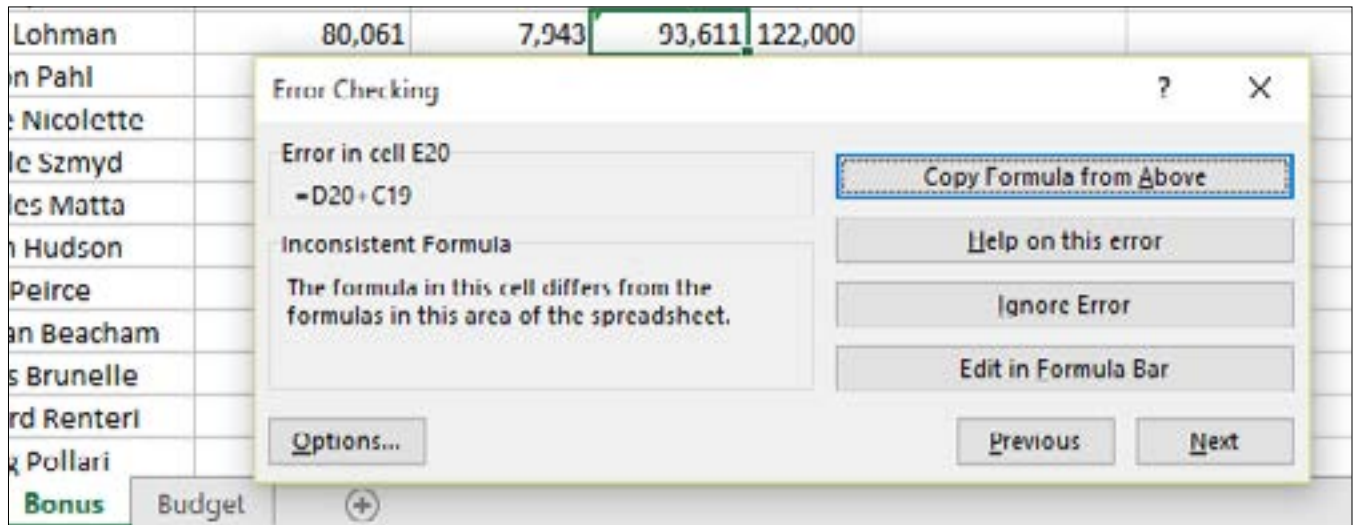 Lohman 80,061 7,943 93,611 122,000
on Pahl
Error Checking ? ×
e Nicolette
Error in cell E20
le Szmyd
=D20+C19
les Matta
Copy Formula from Above
n Hudson
Inconsistent Formula
Help on this error
Peirce
The formula in this cell differs from the
formulas in this area of the spreadsheet.
Ignore Error
an Beacham
s Brunelle
Edit in Formula Bar
rd Renteri
Options...
Previous
Next
g Pollari
Bonus Budget